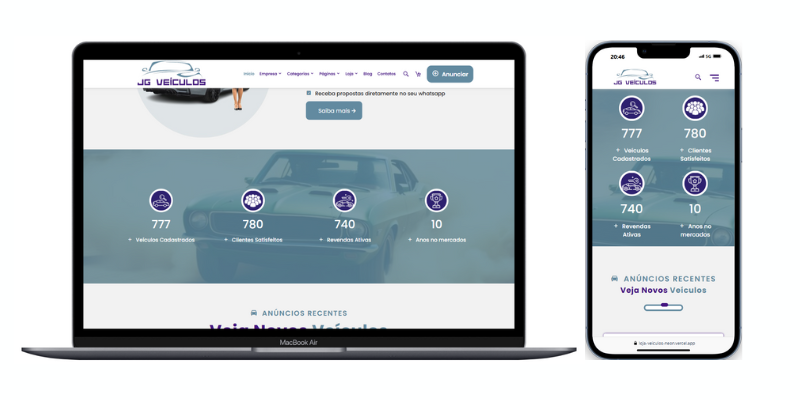 JG VEÍCULOS
Início Empresa Categorias Páginas Loja Blog Contatos Anunciar
Receba propostas diretamente no seu whatsapp
Saiba mais →
777
780
740
10
+ Veículos Cadastrados
+ Clientes Satisfeitos
+ Revendas Ativas
+ Anos no mercados
ANÚNCIOS RECENTES
Veja Novos Veículos
MacBook Air
20:46
5G
JG VEÍCULOS
777
780
+ Veículos Cadastrados
+ Clientes Satisfeitos
740
10
+ Revendas Ativas
+ Anos no mercados
ANÚNCIOS RECENTES
Veja Novos Veículos
loja-veiculos-neon.vercel.app